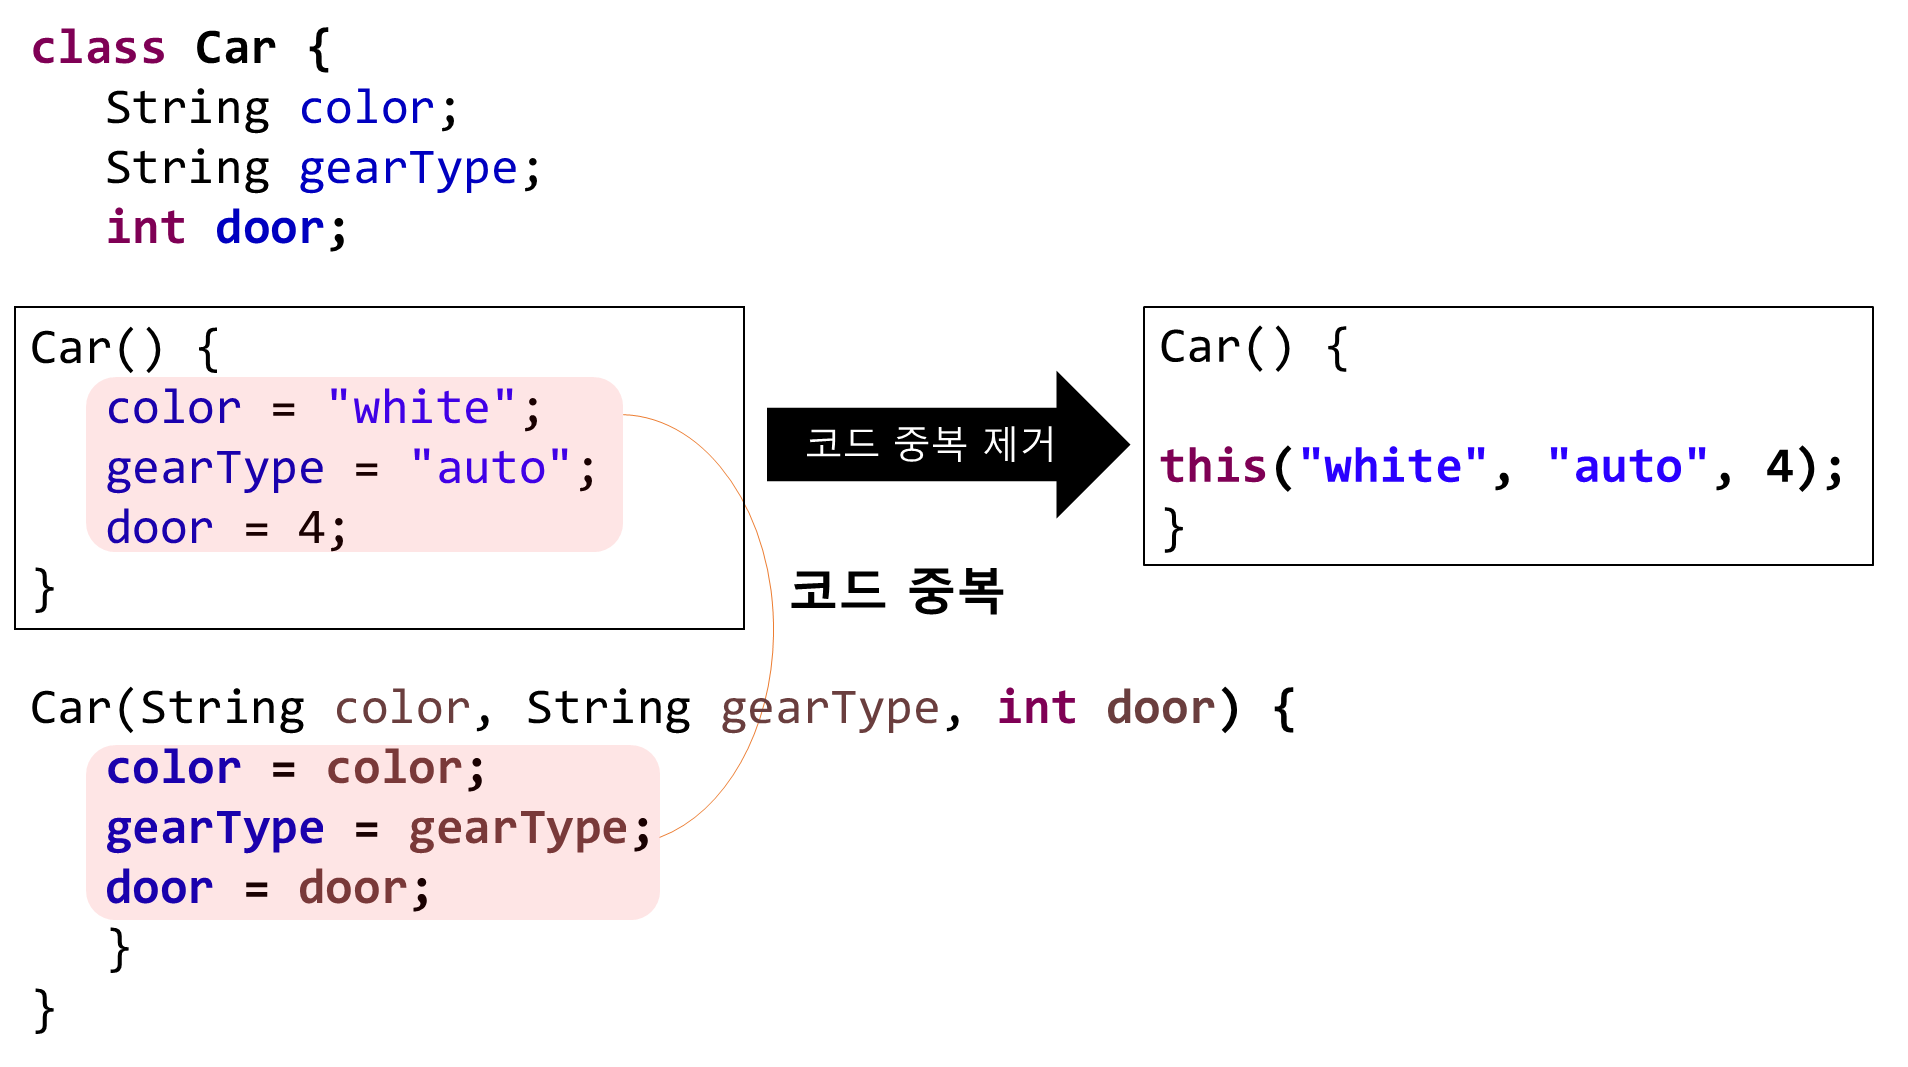 class Car {
String color;
String gearType;
int door;
Car() {
color = "white";
gearType = "auto";
door = 4;
}
코드 중복 제거
Car() {
this("white", "auto", 4);
}
코드 중복
Car(String color, String gearType, int door) {
color = color;
gearType = gearType;
door = door;
}
}